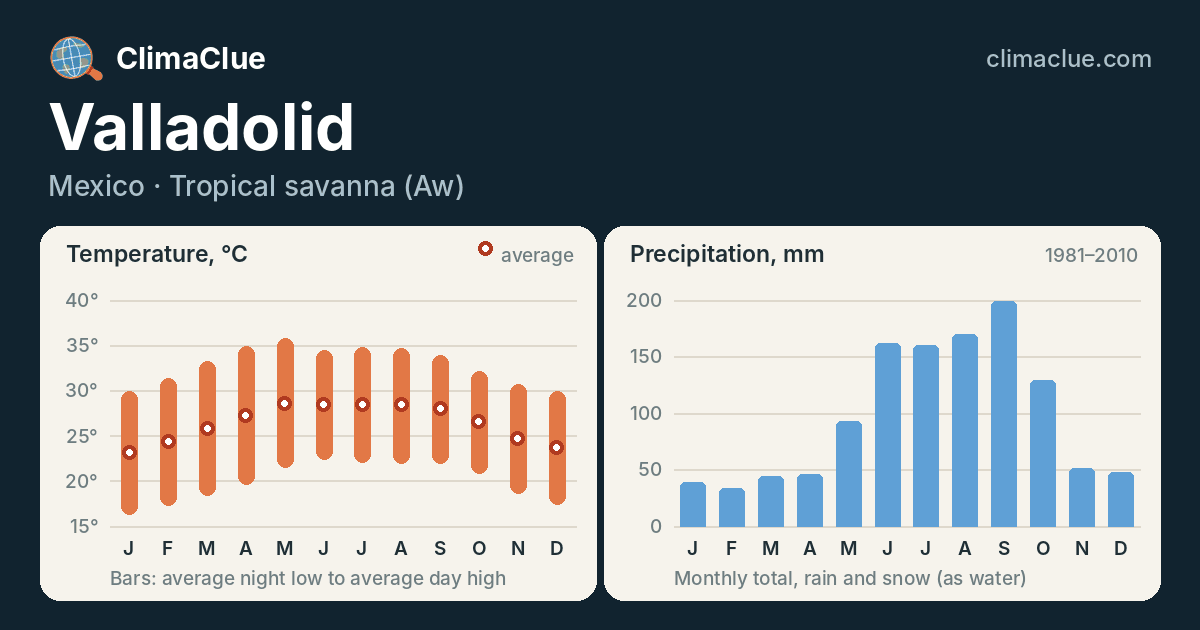 ClimaClue
climaclue.com
Valladolid
Mexico · Tropical savanna (Aw)
Temperature, °C
average
40°
35°
30°
25°
20°
15°
J F M A M J J A S O N D
Bars: average night low to average day high
Precipitation, mm
1981–2010
200
150
100
50
0
J F M A M J J A S O N D
Monthly total, rain and snow (as water)